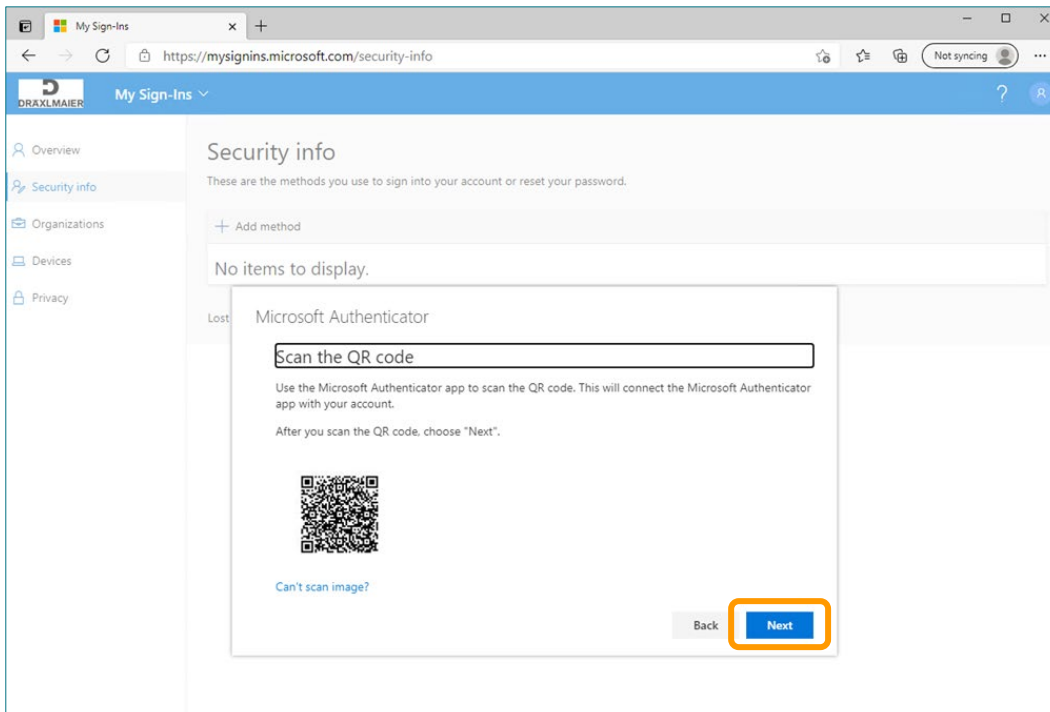 My Sign-Ins
https://mysignins.microsoft.com/security-info
Not syncing
DRÄXLMAIER
My Sign-Ins
?
Overview
Security info
Organizations
Devices
Privacy
Security info
These are the methods you use to sign into your account or reset your password.
Add method
No items to display.
Lost
Microsoft Authenticator
Scan the QR code
Use the Microsoft Authenticator app to scan the QR code. This will connect the Microsoft Authenticator
app with your account.
After you scan the QR code, choose "Next".
Can't scan image?
Back
Next